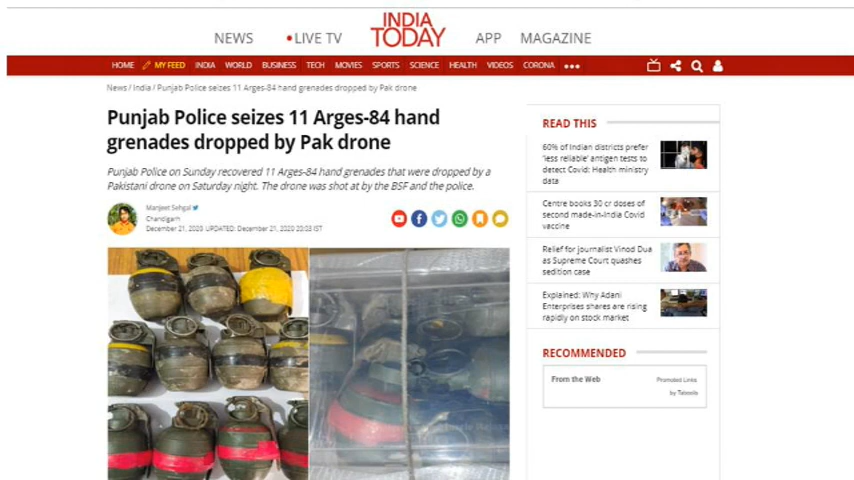 NEWS
LIVE TV
INDIA
TODAY
APP
MAGAZINE
HOME MY FEED INDIA WORLD BUSINESS TECH MOVIES SPORTS SCIENCE HEALTH VIDEOS CORONA
News / India / Punjab Police seizes 11 Arges-84 hand grenades dropped by Pak drone
Punjab Police seizes 11 Arges-84 hand
grenades dropped by Pak drone
Punjab Police on Sunday recovered 11 Arges-84 hand grenades that were dropped by a
Pakistani drone on Saturday night. The drone was shot at by the BSF and the police.
Manjeet Sehgal
Chandigarh
December 21, 2020 UPDATED: December 21, 2020 20:33 IST
READ THIS
60% of Indian districts prefer
'less reliable' antigen tests to
detect Covid: Health ministry
data
Centre books 30 cr doses of
second made-in-India Covid
vaccine
Relief for journalist Vinod Dua
as Supreme Court quashes
sedition case
Explained: Why Adani
Enterprises shares are rising
rapidly on stock market
RECOMMENDED
From the Web
Promoted Links
by Taboola